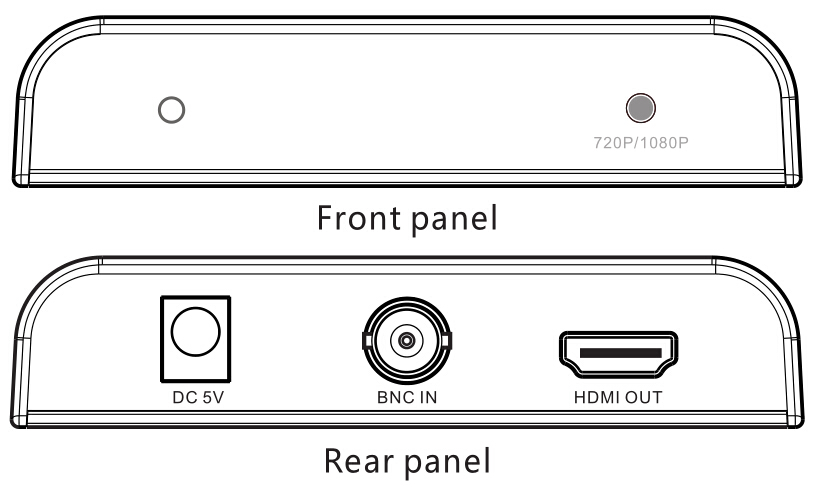 720P/1080P
Front panel
DC 5V
BNC IN
HDMI OUT
Rear panel